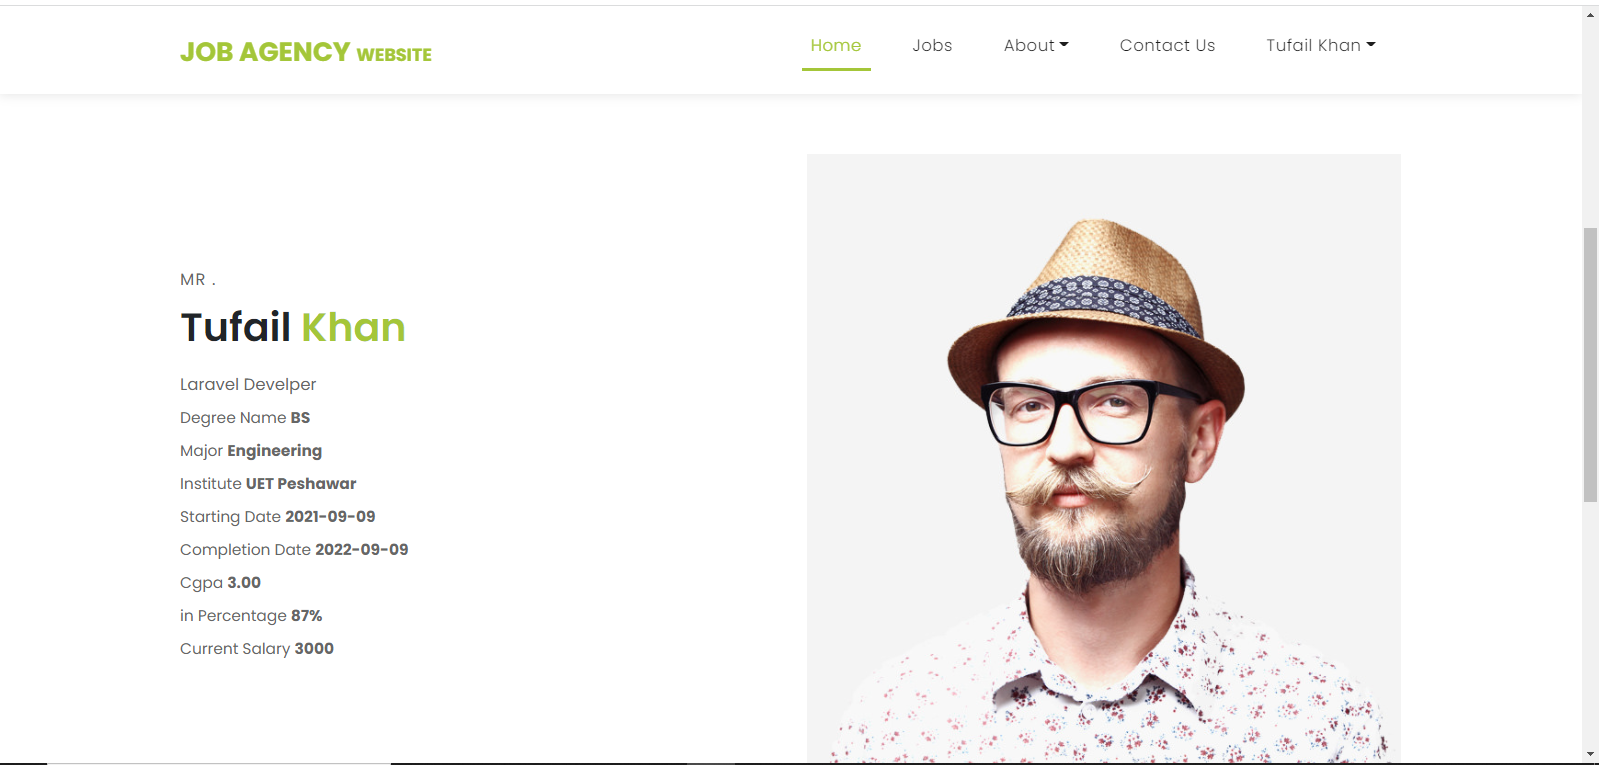 JOB AGENCY WEBSITE
Home Jobs About Contact Us Tufail Khan
MR .
Tufail Khan
Laravel Develper
Degree Name BS
Major Engineering
Institute UET Peshawar
Starting Date 2021-09-09
Completion Date 2022-09-09
Cgpa 3.00
in Percentage 87%
Current Salary 3000